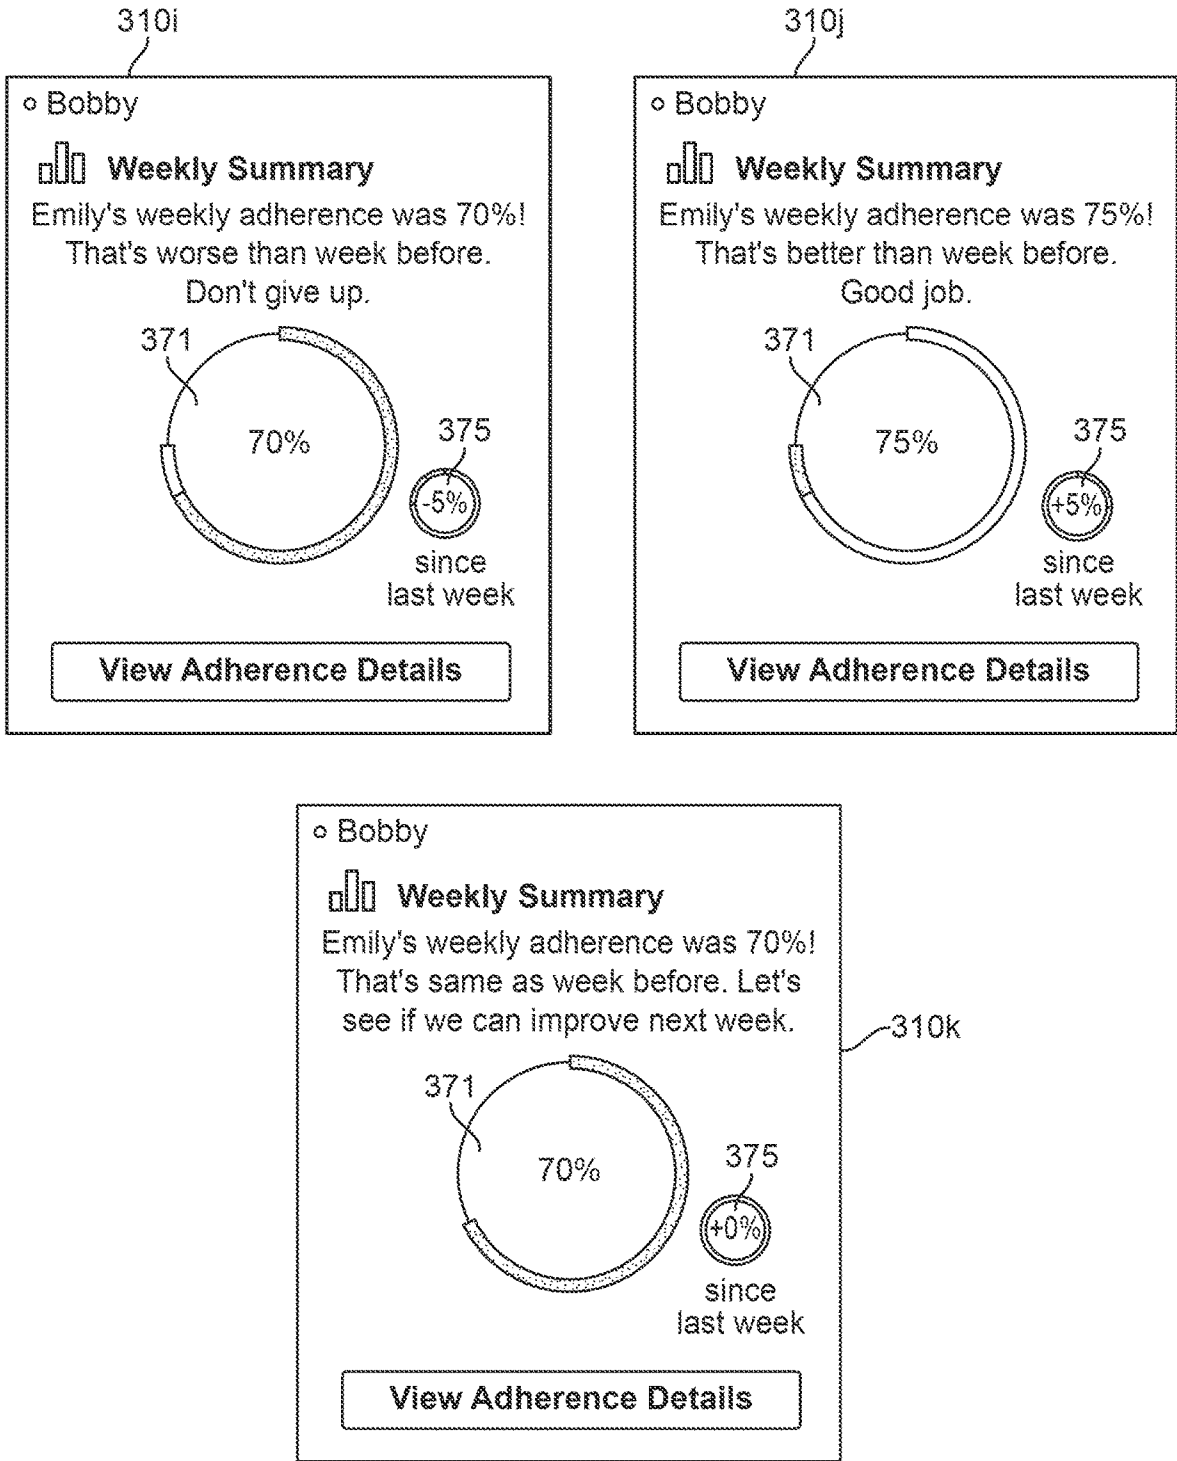 310i
Bobby
Weekly Summary
Emily's weekly adherence was 70%!
That's worse than week before.
Don't give up.
371
70%
375
-5%
since
last week
View Adherence Details
310j
Bobby
Weekly Summary
Emily's weekly adherence was 75%!
That's better than week before.
Good job.
371
75%
375
+5%
since
last week
View Adherence Details
Bobby
Weekly Summary
Emily's weekly adherence was 70%!
That's same as week before. Let's
see if we can improve next week.
310k
371
70%
375
+0%
since
last week
View Adherence Details